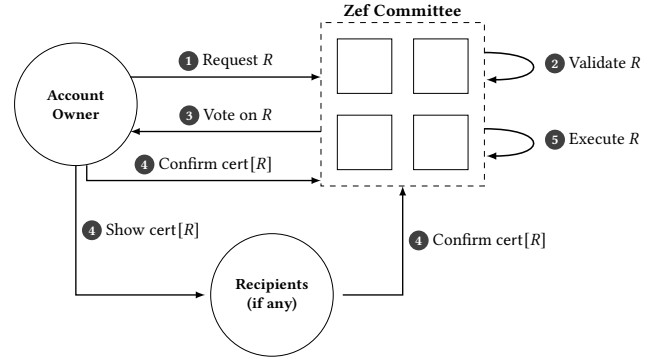 Zef Committee
1 Request R
2 Validate R
Account
Owner
3 Vote on R
5 Execute R
4 Confirm cert[R]
4 Show cert[R]
4 Confirm cert[R]
Recipients
(if any)